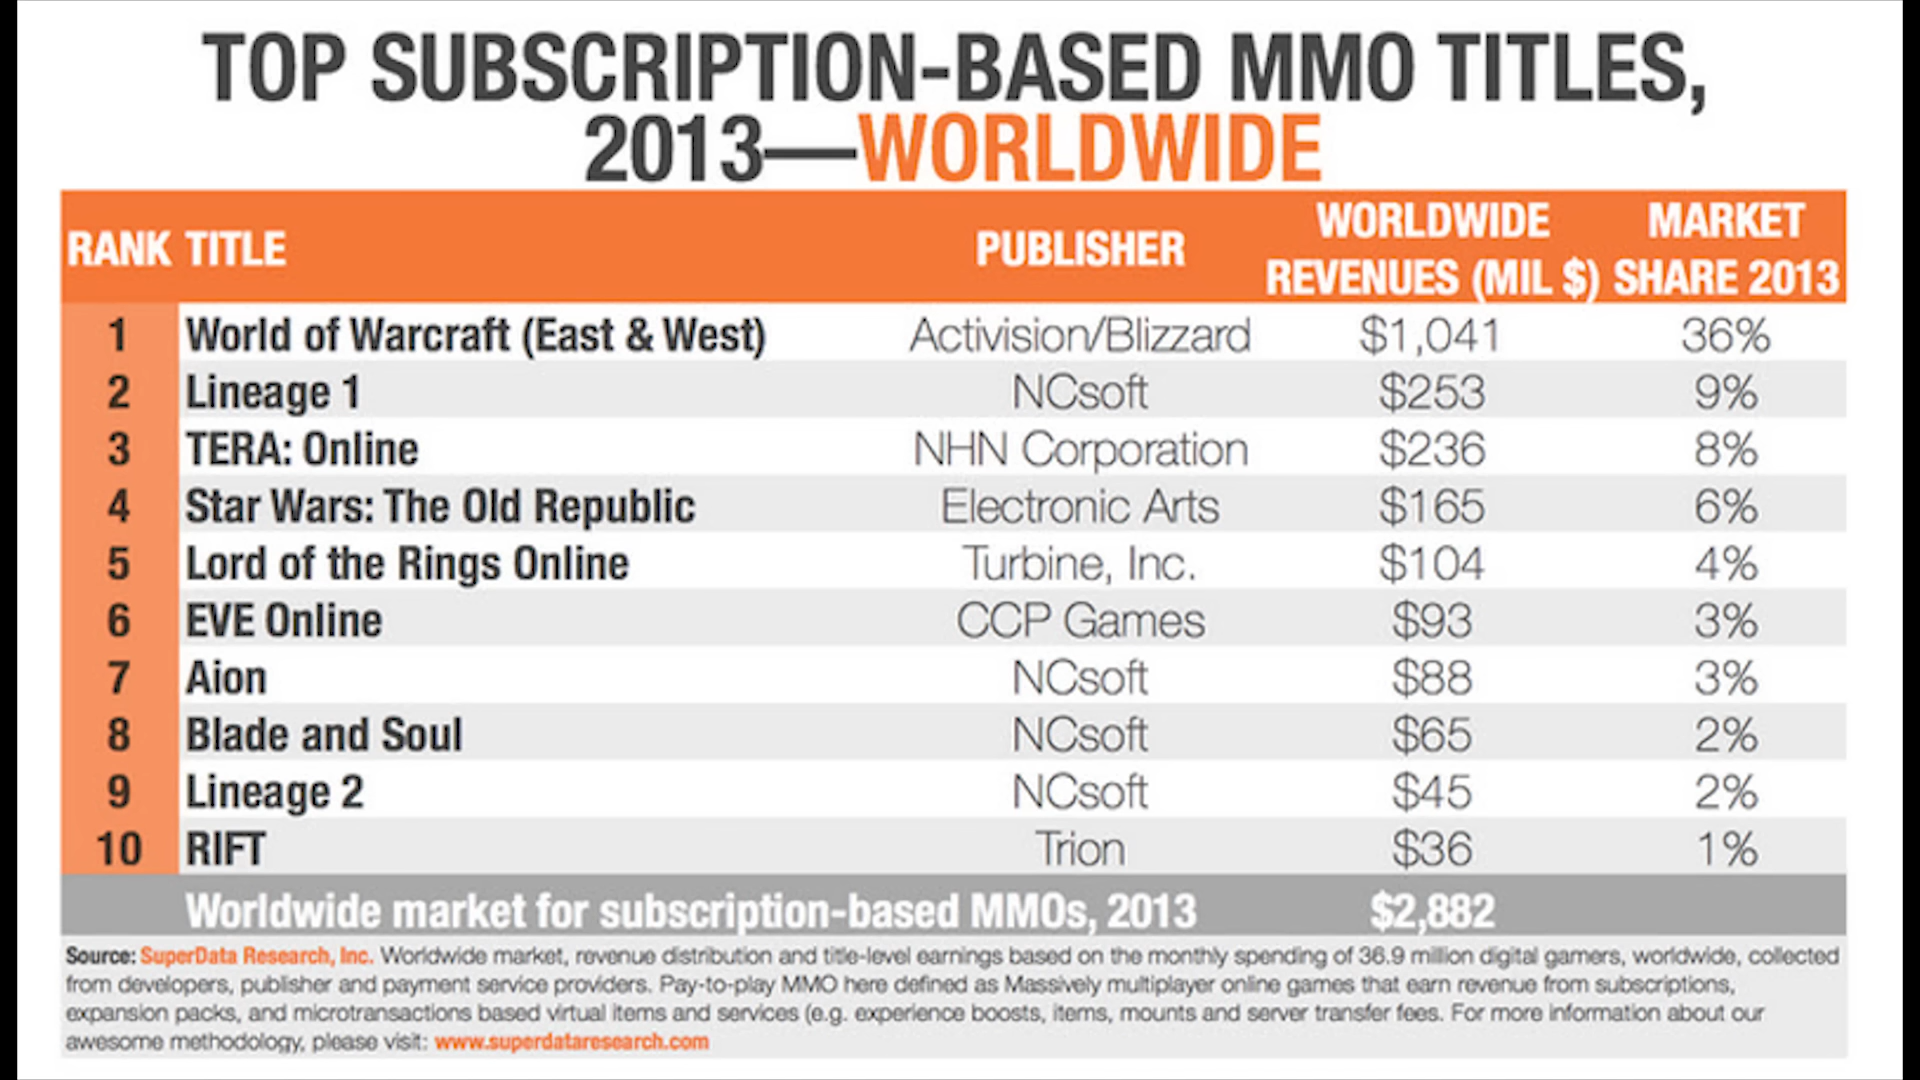 TOP SUBSCRIPTION-BASED MMO TITLES,
2013—WORLDWIDE
RANK TITLE PUBLISHER WORLDWIDE REVENUES (MIL $) MARKET SHARE 2013
1 World of Warcraft (East & West) Activision/Blizzard $1,041 36%
2 Lineage 1 NCsoft $253 9%
3 TERA: Online NHN Corporation $236 8%
4 Star Wars: The Old Republic Electronic Arts $165 6%
5 Lord of the Rings Online Turbine, Inc. $104 4%
6 EVE Online CCP Games $93 3%
7 Aion NCsoft $88 3%
8 Blade and Soul NCsoft $65 2%
9 Lineage 2 NCsoft $45 2%
10 RIFT Trion $36 1%
Worldwide market for subscription-based MMOs, 2013 $2,882
Source: SuperData Research, Inc. Worldwide market, revenue distribution and title-level earnings based on the monthly spending of 36.9 million digital gamers, worldwide, collected
from developers, publisher and payment service providers. Pay-to-play MMO here defined as Massively multiplayer online games that earn revenue from subscriptions,
expansion packs, and microtransactions based virtual items and services (e.g. experience boosts, items, mounts and server transfer fees. For more information about our
awesome methodology, please visit: www.superdataresearch.com